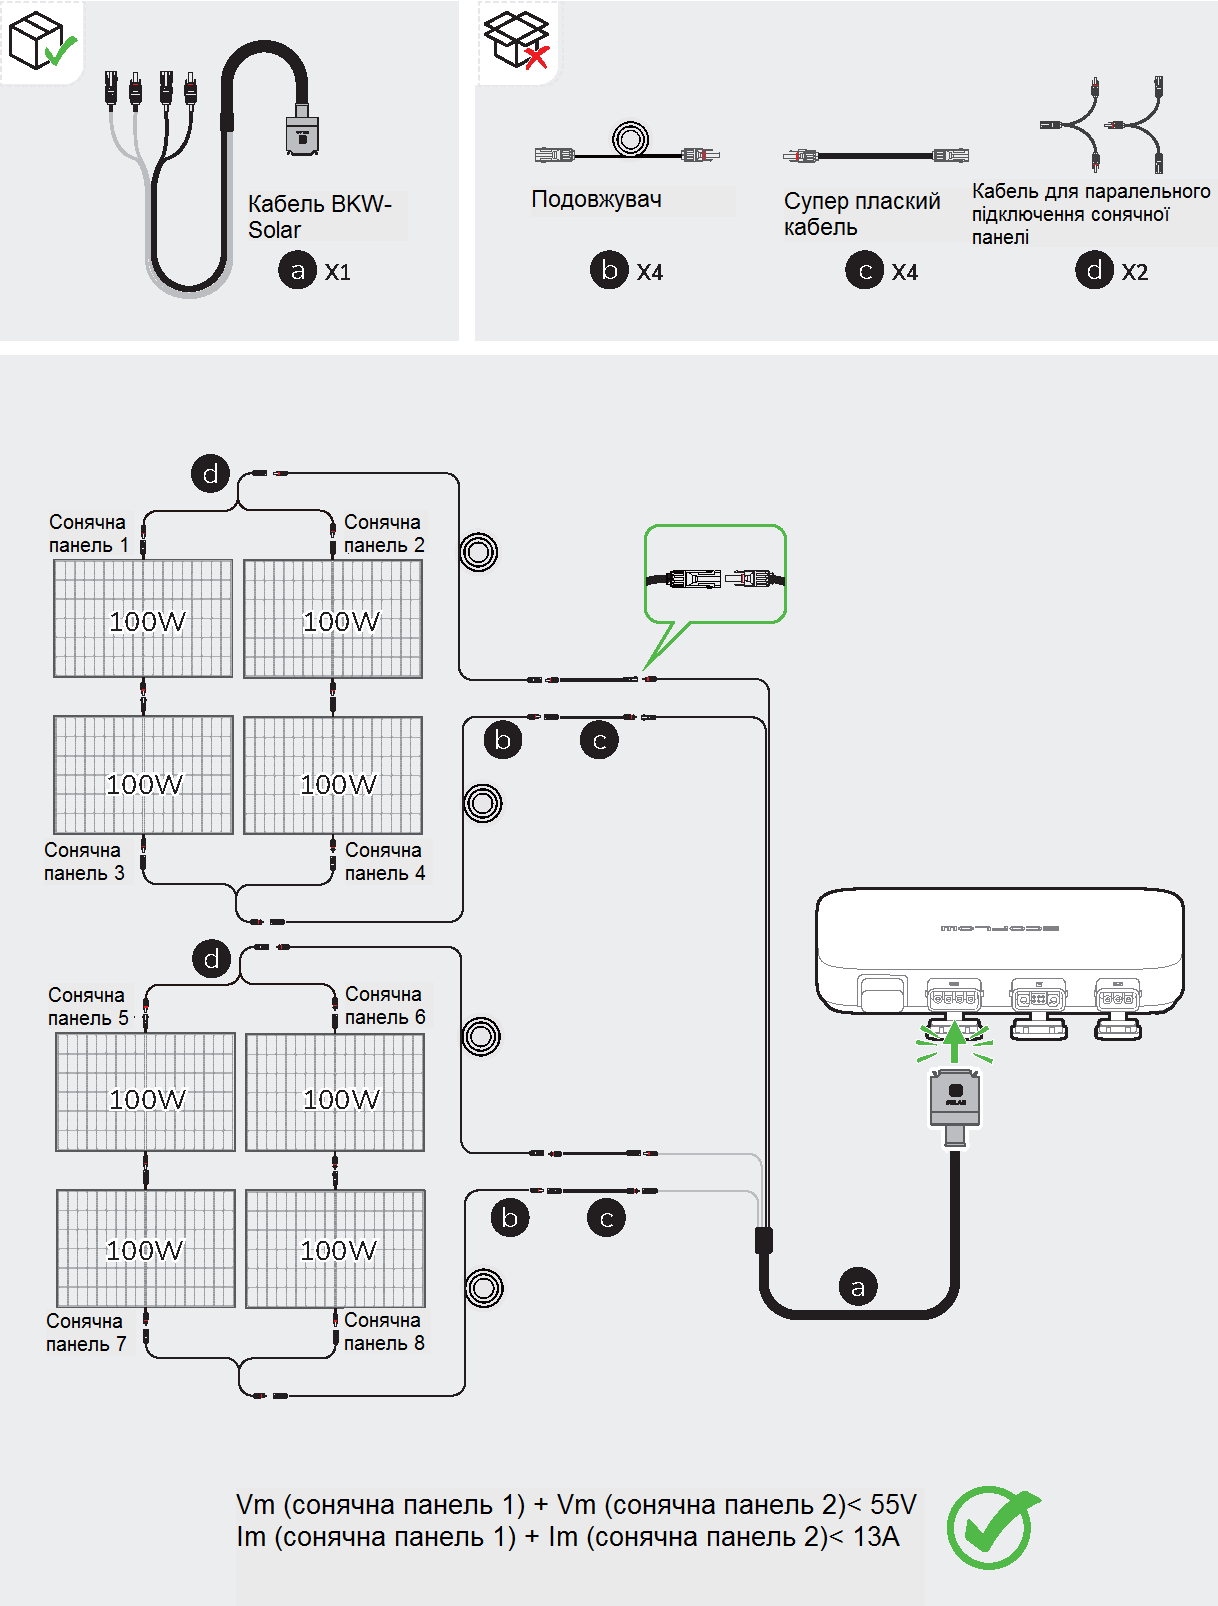 Кабель BKW-
Solar
a X1
Подовжувач
b X4
Супер плаский
кабель
c X4
Кабель для паралельного
підключення сонячної
панелі
d X2
d
Сонячна
панель 1
Сонячна
панель 2
100W
100W
100W
100W
b
c
Сонячна
панель 3
Сонячна
панель 4
d
Сонячна
панель 5
Сонячна
панель 6
100W
100W
100W
100W
b
c
Сонячна
панель 7
Сонячна
панель 8
ECOFLOW
SOLAR
a
Vm (сонячна панель 1) + Vm (сонячна панель 2)< 55V
Im (сонячна панель 1) + Im (сонячна панель 2)< 13A